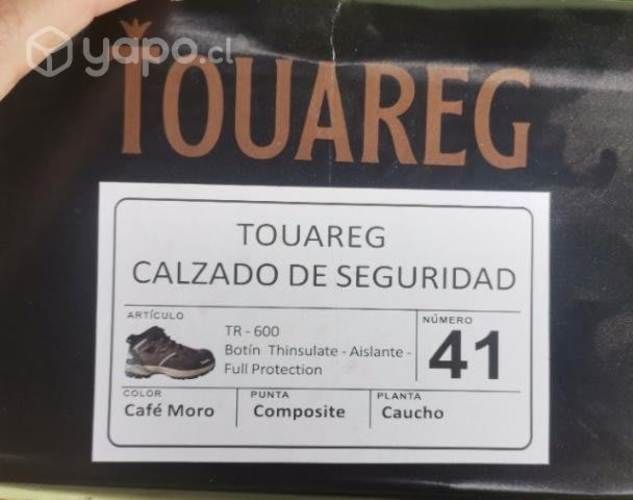 yapo.cl
TOUAREG
TOUAREG
CALZADO DE SEGURIDAD
ARTÍCULO
TR - 600
Botín Thinsulate - Aislante -
Full Protection
NÚMERO
41
COLOR
Café Moro
PUNTA
Composite
PLANTA
Caucho